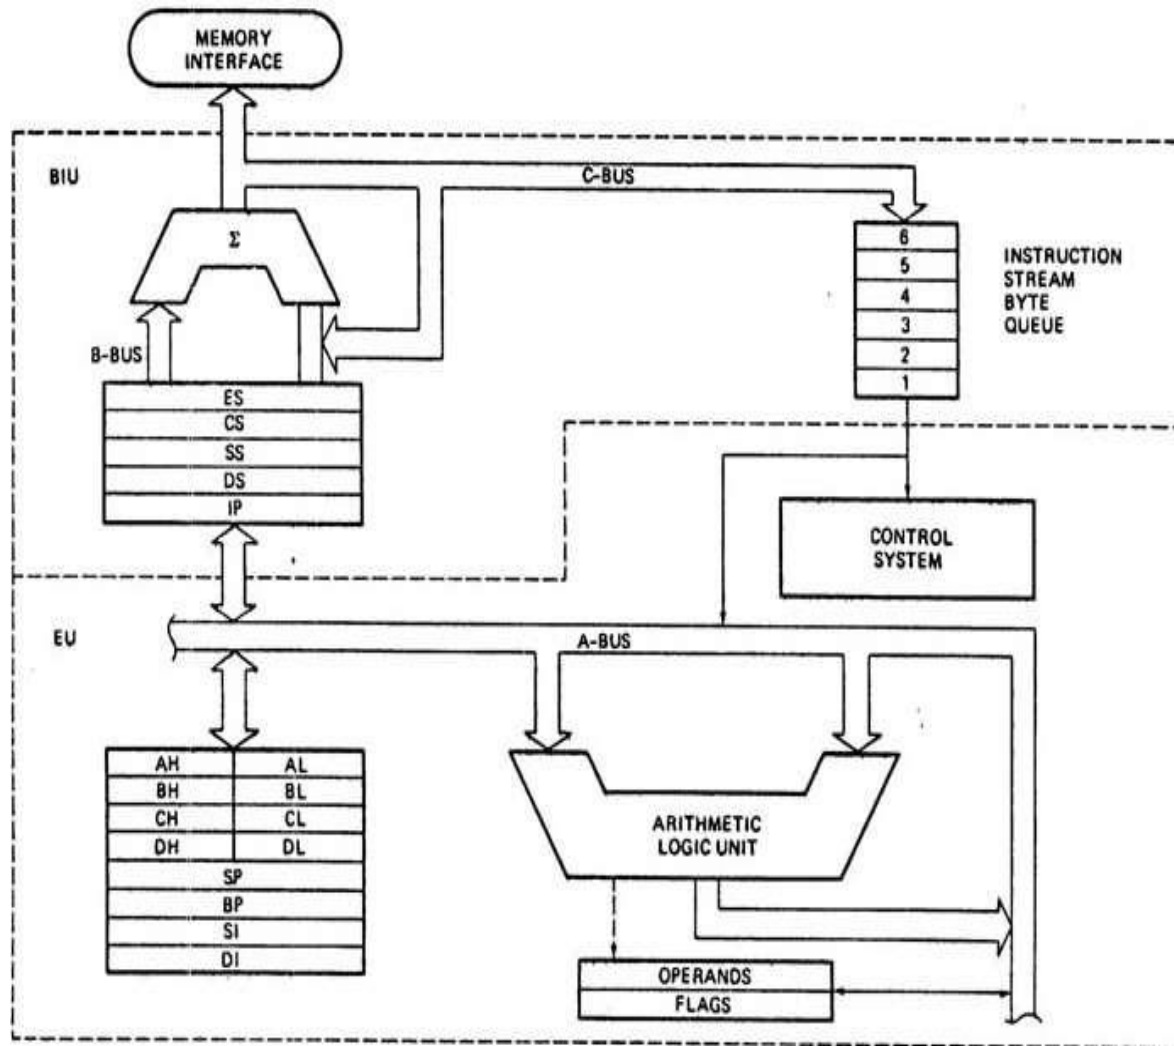 MEMORY
INTERFACE
BIU
C-BUS
Σ
6
5
4
3
2
1
INSTRUCTION
STREAM
BYTE
QUEUE
B-BUS
ES
CS
SS
DS
IP
CONTROL
SYSTEM
EU
A-BUS
AH AL
BH BL
CH CL
DH DL
SP
BP
SI
DI
ARITHMETIC
LOGIC UNIT
OPERANDS
FLAGS